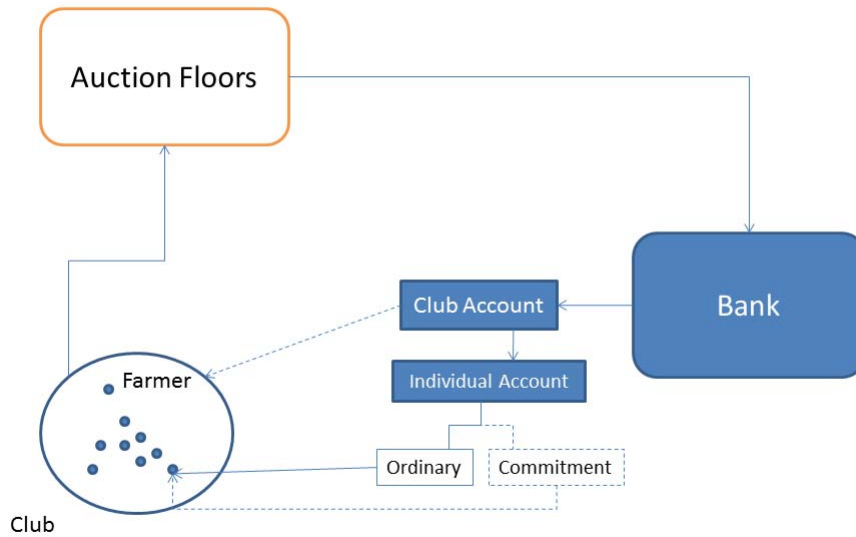 Auction Floors
Bank
Club Account
Individual Account
Farmer
Ordinary
Commitment
Club